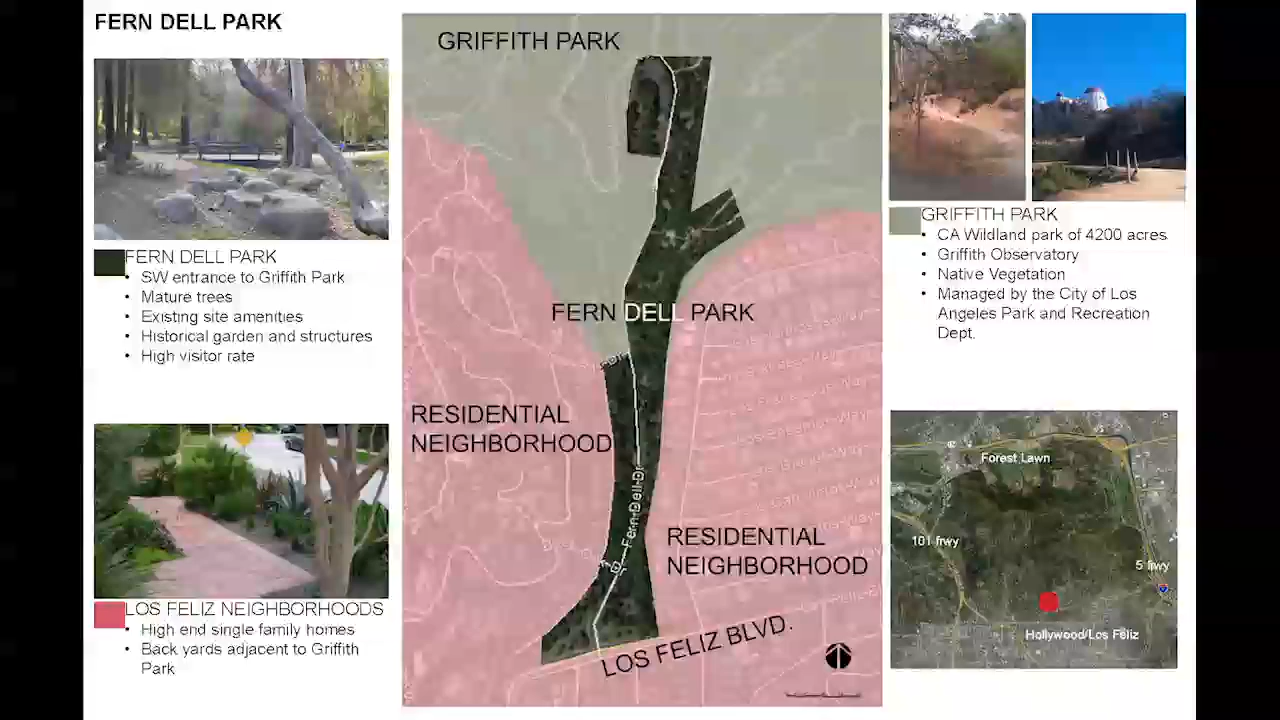 FERN DELL PARK
FERN DELL PARK
• SW entrance to Griffith Park
• Mature trees
• Existing site amenities
• Historical garden and structures
• High visitor rate
LOS FELIZ NEIGHBORHOODS
• High end single family homes
• Back yards adjacent to Griffith
Park
GRIFFITH PARK
FERN DELL PARK
RESIDENTIAL
NEIGHBORHOOD
Fern Dell Dr
RESIDENTIAL
NEIGHBORHOOD
LOS FELIZ BLVD.
GRIFFITH PARK
• CA Wildland park of 4200 acres
• Griffith Observatory
• Native Vegetation
• Managed by the City of Los
Angeles Park and Recreation
Dept.
Forest Lawn
101 frwy
5 frwy
Hollywood/Los Feliz